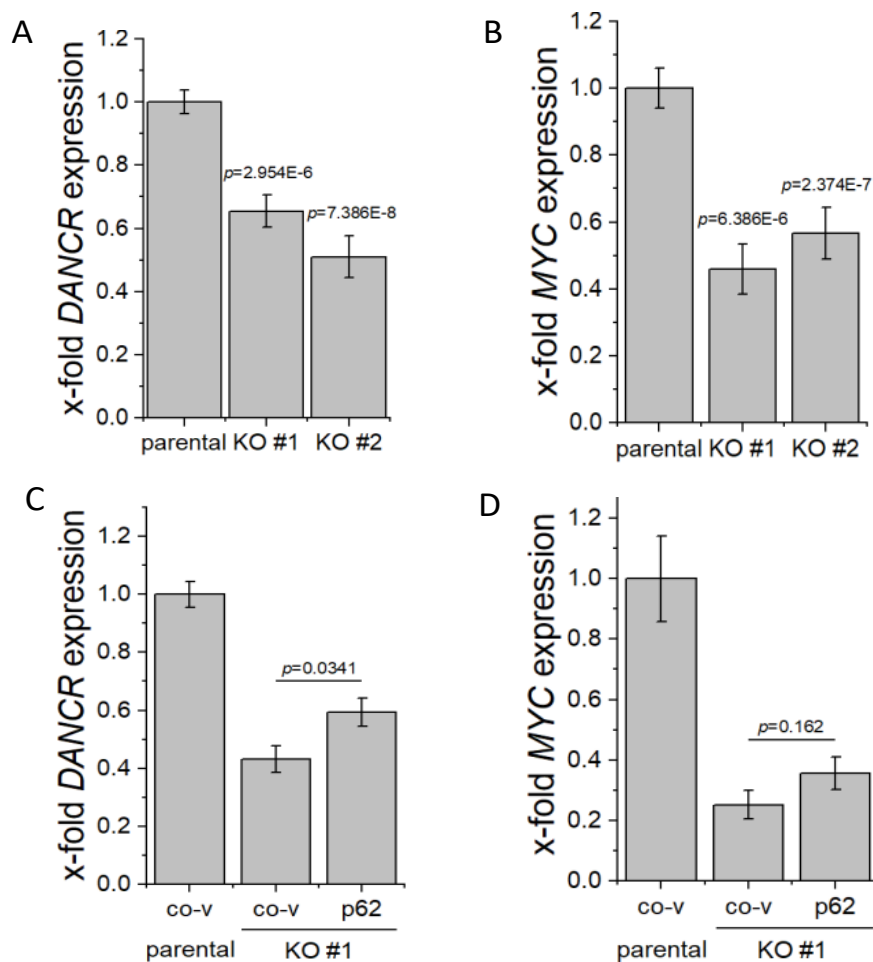 A
x-fold DANCR expression
1.2
1.0
0.8
0.6
0.4
0.2
0.0
p=2.954E-6
p=7.386E-8
parental KO #1 KO #2
B
x-fold MYC expression
1.2
1.0
0.8
0.6
0.4
0.2
0.0
p=2.374E-7
p=6.386E-6
parental KO #1 KO #2
C
x-fold DANCR expression
1.2
1.0
0.8
0.6
0.4
0.2
0.0
p=0.0341
co-v co-v p62
parental KO #1
D
x-fold MYC expression
1.2
1.0
0.8
0.6
0.4
0.2
0.0
p=0.162
co-v co-v p62
parental KO #1